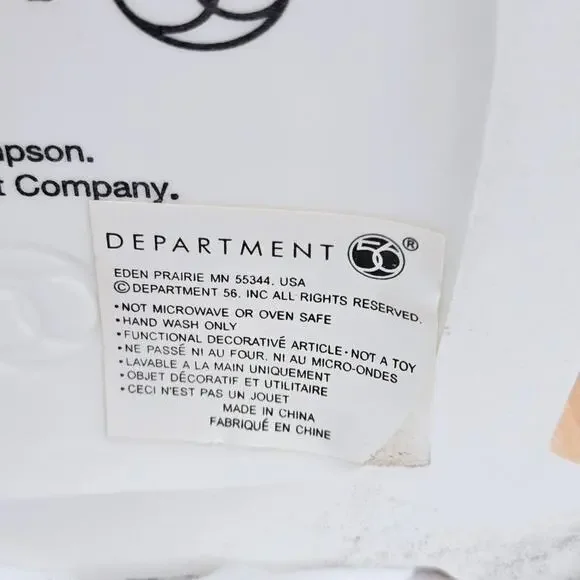 mpson.
t Company.
DEPARTMENT 56 ®
EDEN PRAIRIE MN 55344. USA
©DEPARTMENT 56. INC ALL RIGHTS RESERVED.
•NOT MICROWAVE OR OVEN SAFE
•HAND WASH ONLY
•FUNCTIONAL DECORATIVE ARTICLE - NOT A TOY
•NE PASSÉ NI AU FOUR. NI AU MICRO-ONDES
•LAVABLE A LA MAIN UNIQUEMENT
•OBJET DÉCORATIF ET UTILITAIRE
•CECI N'EST PAS UN JOUET
MADE IN CHINA
FABRIQUÉ EN CHINE